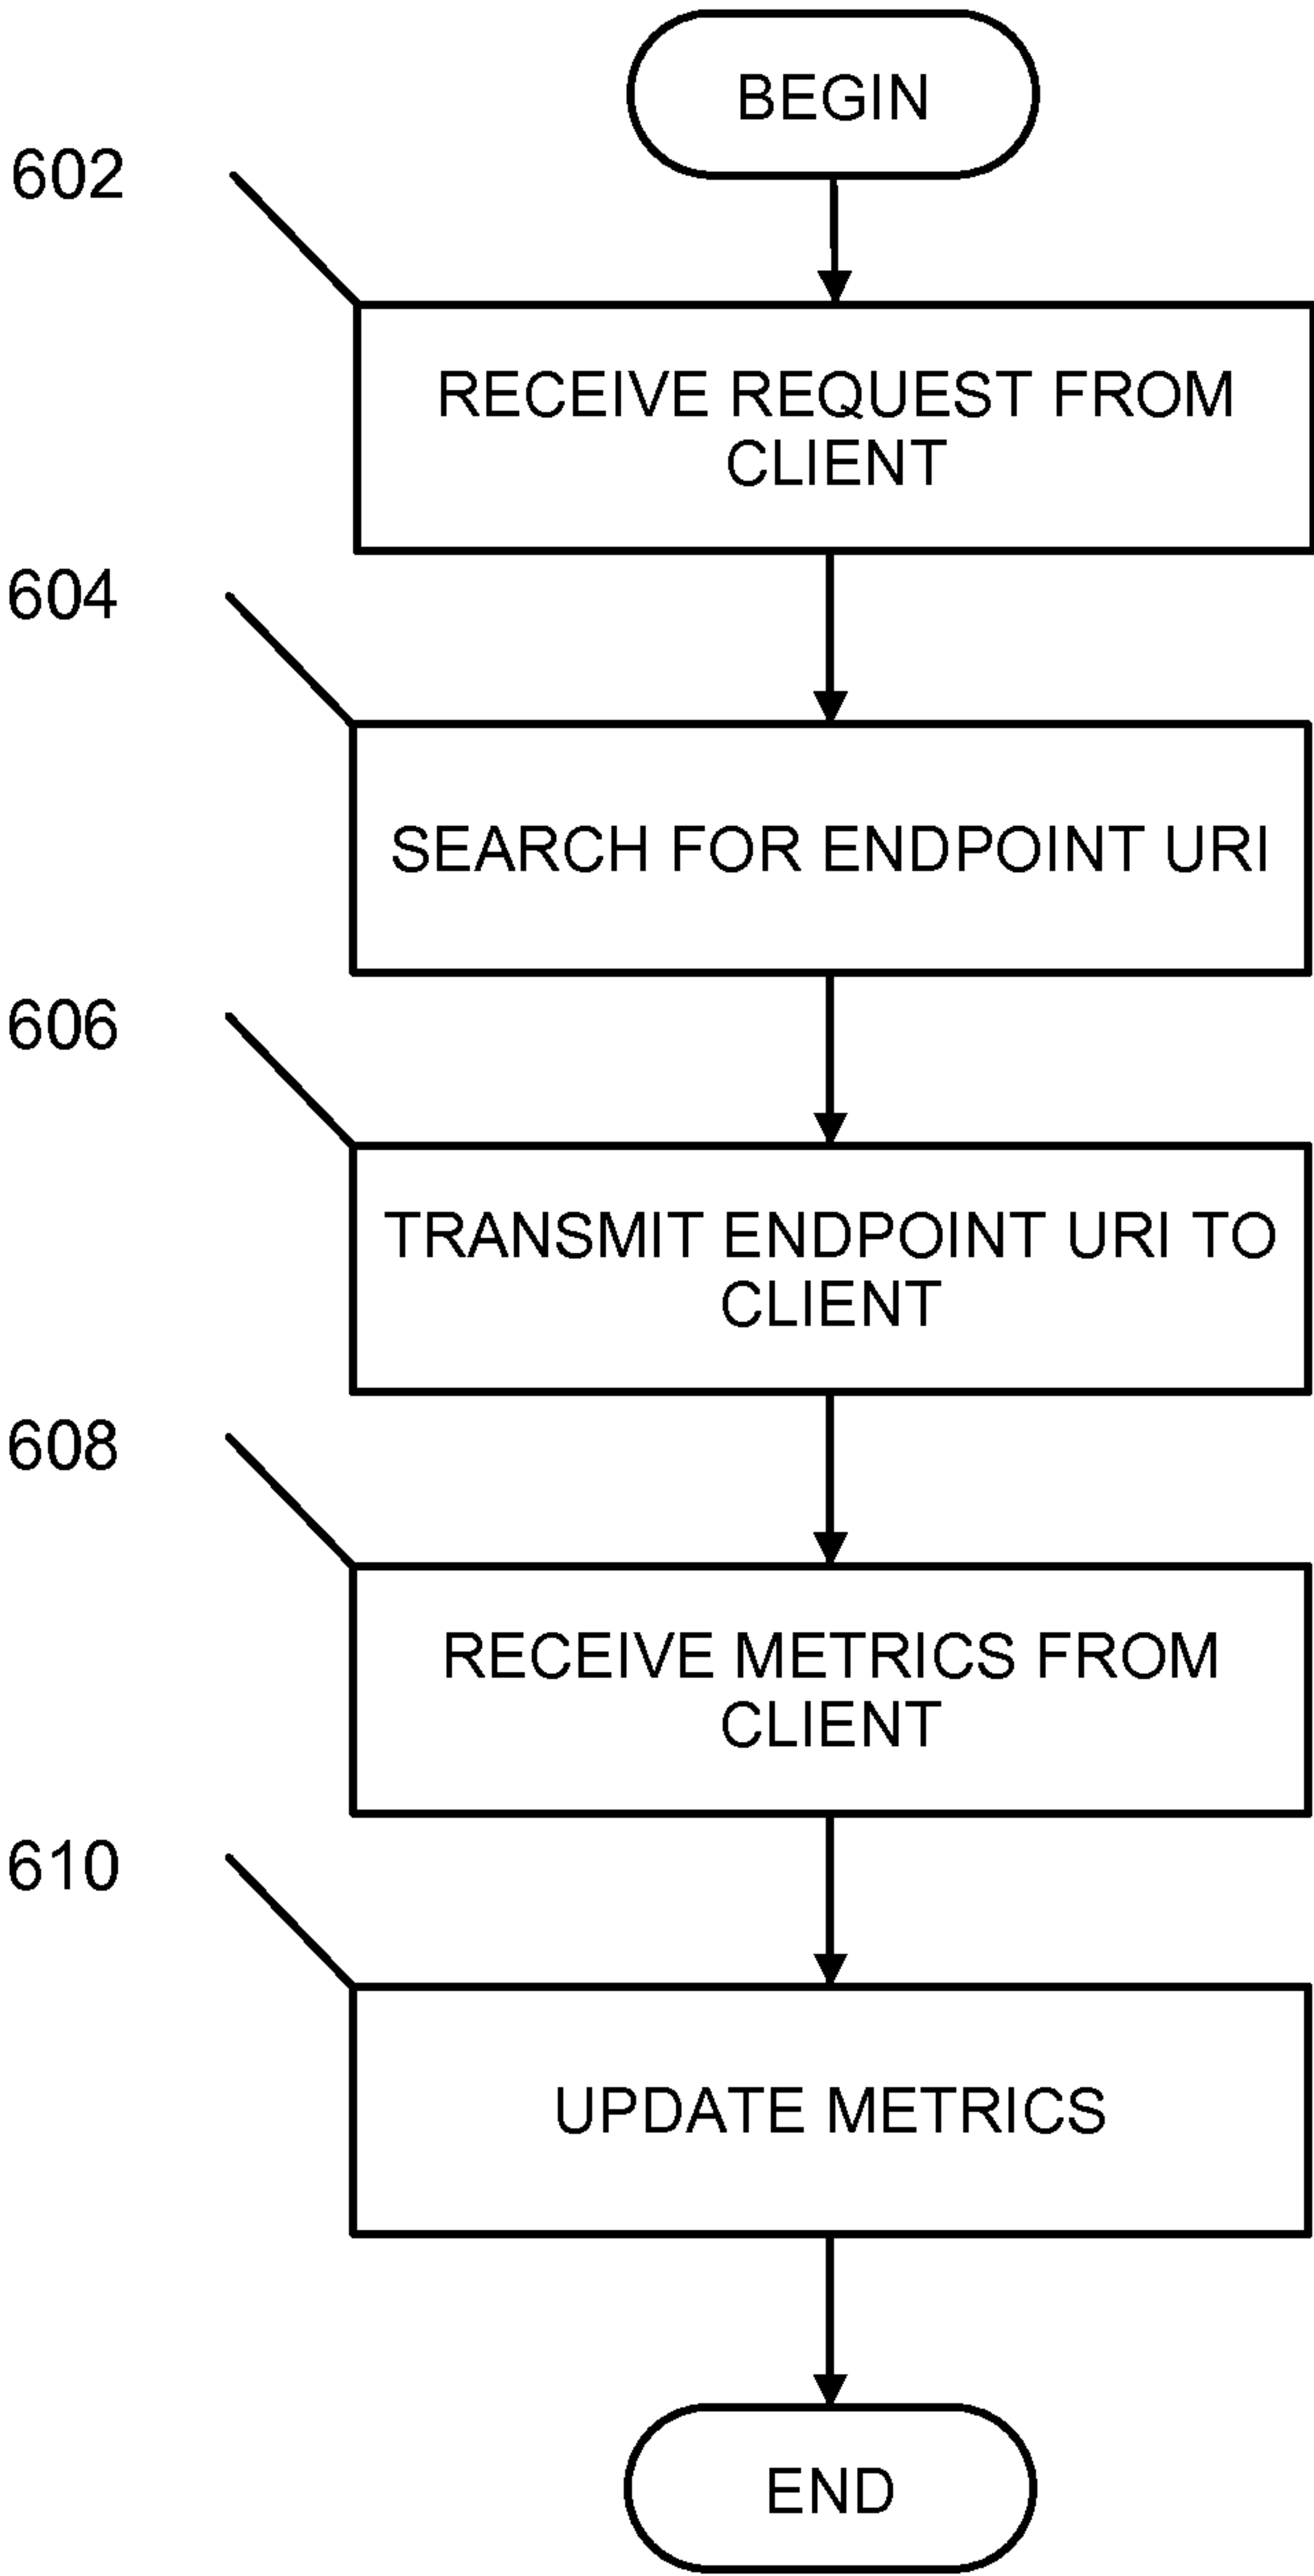 BEGIN
602
RECEIVE REQUEST FROM
CLIENT
604
SEARCH FOR ENDPOINT URI
606
TRANSMIT ENDPOINT URI TO
CLIENT
608
RECEIVE METRICS FROM
CLIENT
610
UPDATE METRICS
END